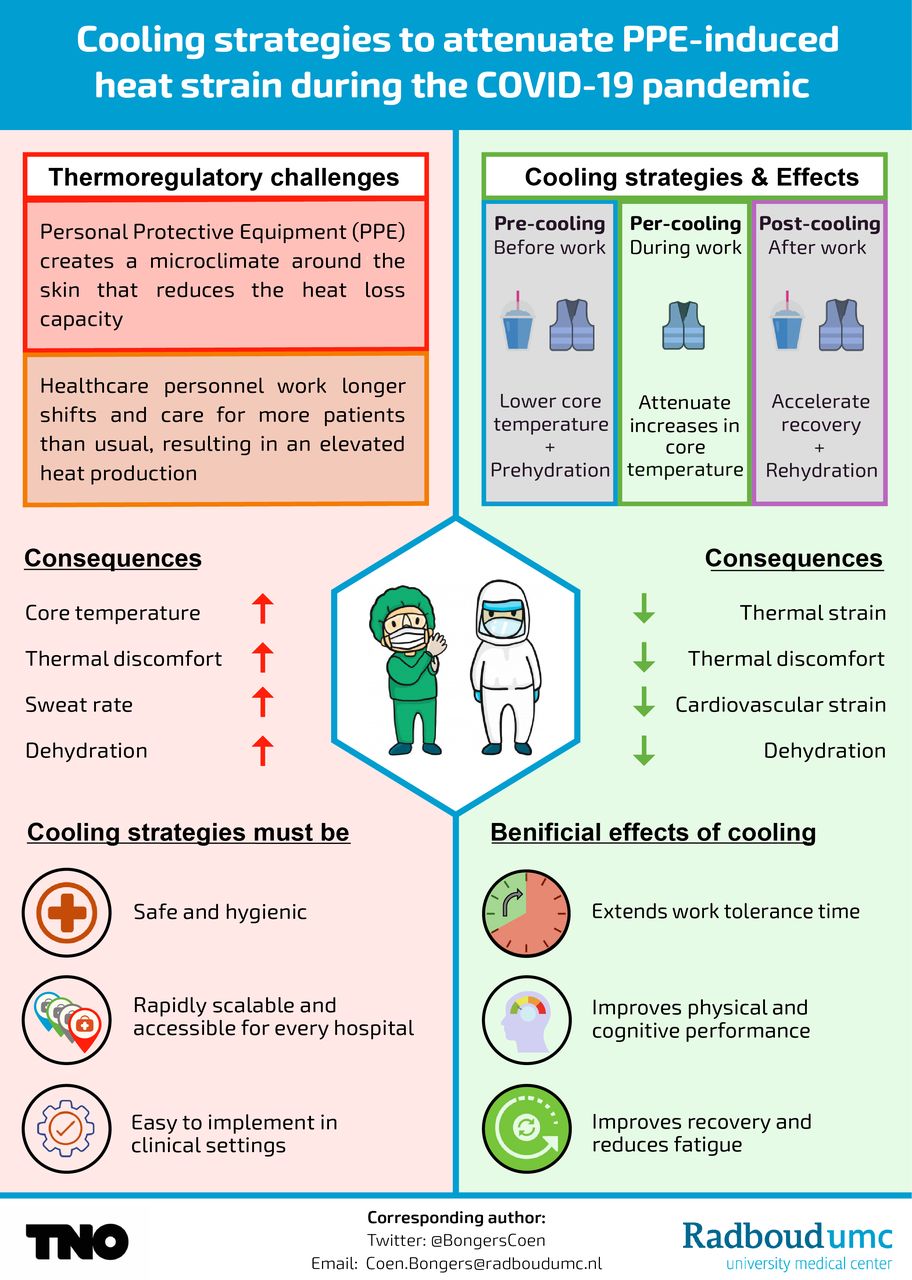 Cooling strategies to attenuate PPE-induced
heat strain during the COVID-19 pandemic
Thermoregulatory challenges
Personal Protective Equipment (PPE)
creates a microclimate around the
skin that reduces the heat loss
capacity
Healthcare personnel work longer
shifts and care for more patients
than usual, resulting in an elevated
heat production
Consequences
Core temperature
Thermal discomfort
Sweat rate
Dehydration
Cooling strategies must be
Safe and hygienic
Rapidly scalable and
accessible for every hospital
Easy to implement in
clinical settings
Cooling strategies & Effects
Pre-cooling
Before work
Lower core
temperature
+
Prehydration
Per-cooling
During work
Attenuate
increases in
core
temperature
Post-cooling
After work
Accelerate
recovery
+
Rehydration
Consequences
Thermal strain
Thermal discomfort
Cardiovascular strain
Dehydration
Benificial effects of cooling
Extends work tolerance time
Improves physical and
cognitive performance
Improves recovery and
reduces fatigue
TNO
Corresponding author:
Twitter: @BongersCoen
Email: Coen.Bongers@radboudumc.nl
Radboudumc
university medical center